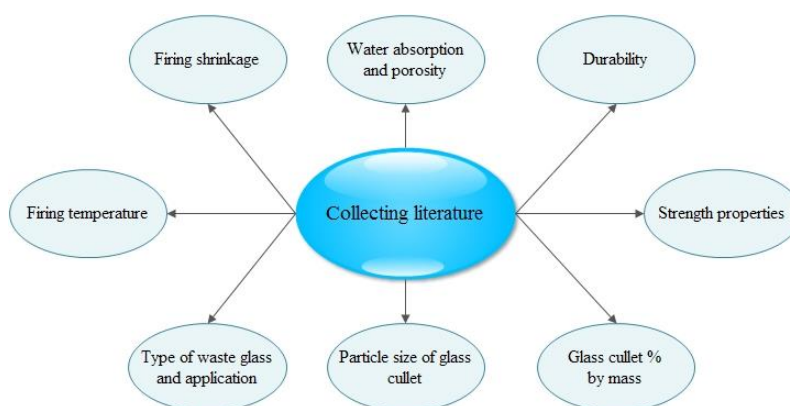 Firing shrinkage
Water absorption
and porosity
Durability
Firing temperature
Collecting literature
Strength properties
Type of waste glass
and application
Particle size of glass
cullet
Glass cullet %
by mass